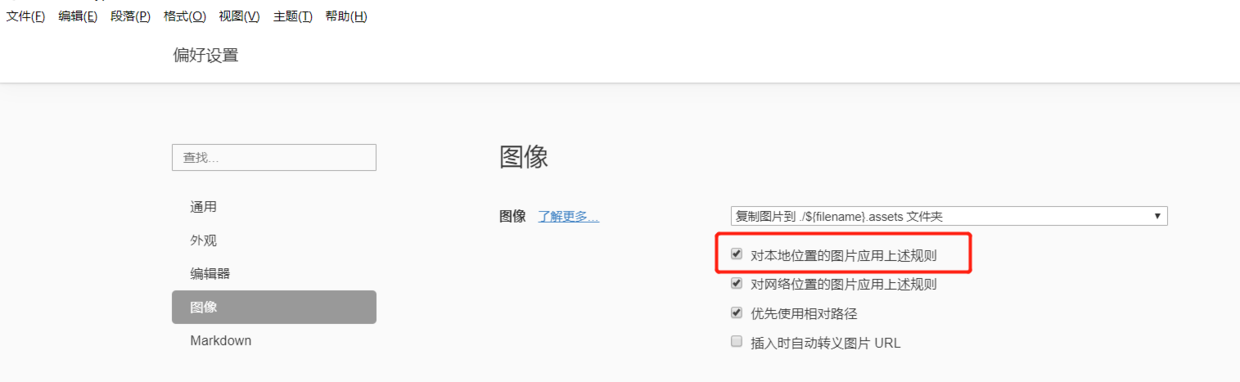 文件(F) 编辑(E) 段落(P) 格式(O) 视图(V) 主题(T) 帮助(H)
偏好设置
查找...
通用
外观
编辑器
图像
Markdown
图像
图像 了解更多... 复制图片到 ./${filename}.assets 文件夹
对本地位置的图片应用上述规则
对网络位置的图片应用上述规则
优先使用相对路径
插入时自动转义图片 URL